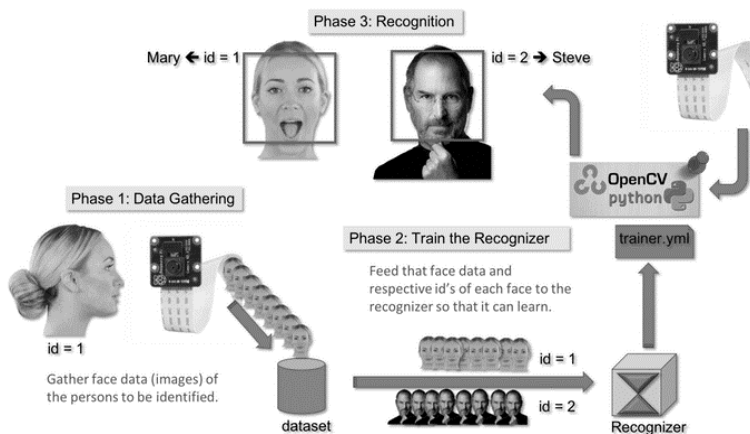 Phase 3: Recognition
Mary ← id = 1
id = 2 → Steve
OpenCV
python
trainer.yml
Phase 1: Data Gathering
id = 1
Gather face data (images) of
the persons to be identified.
dataset
Phase 2: Train the Recognizer
Feed that face data and
respective id's of each face to the
recognizer so that it can learn.
id = 1
id = 2
Recognizer